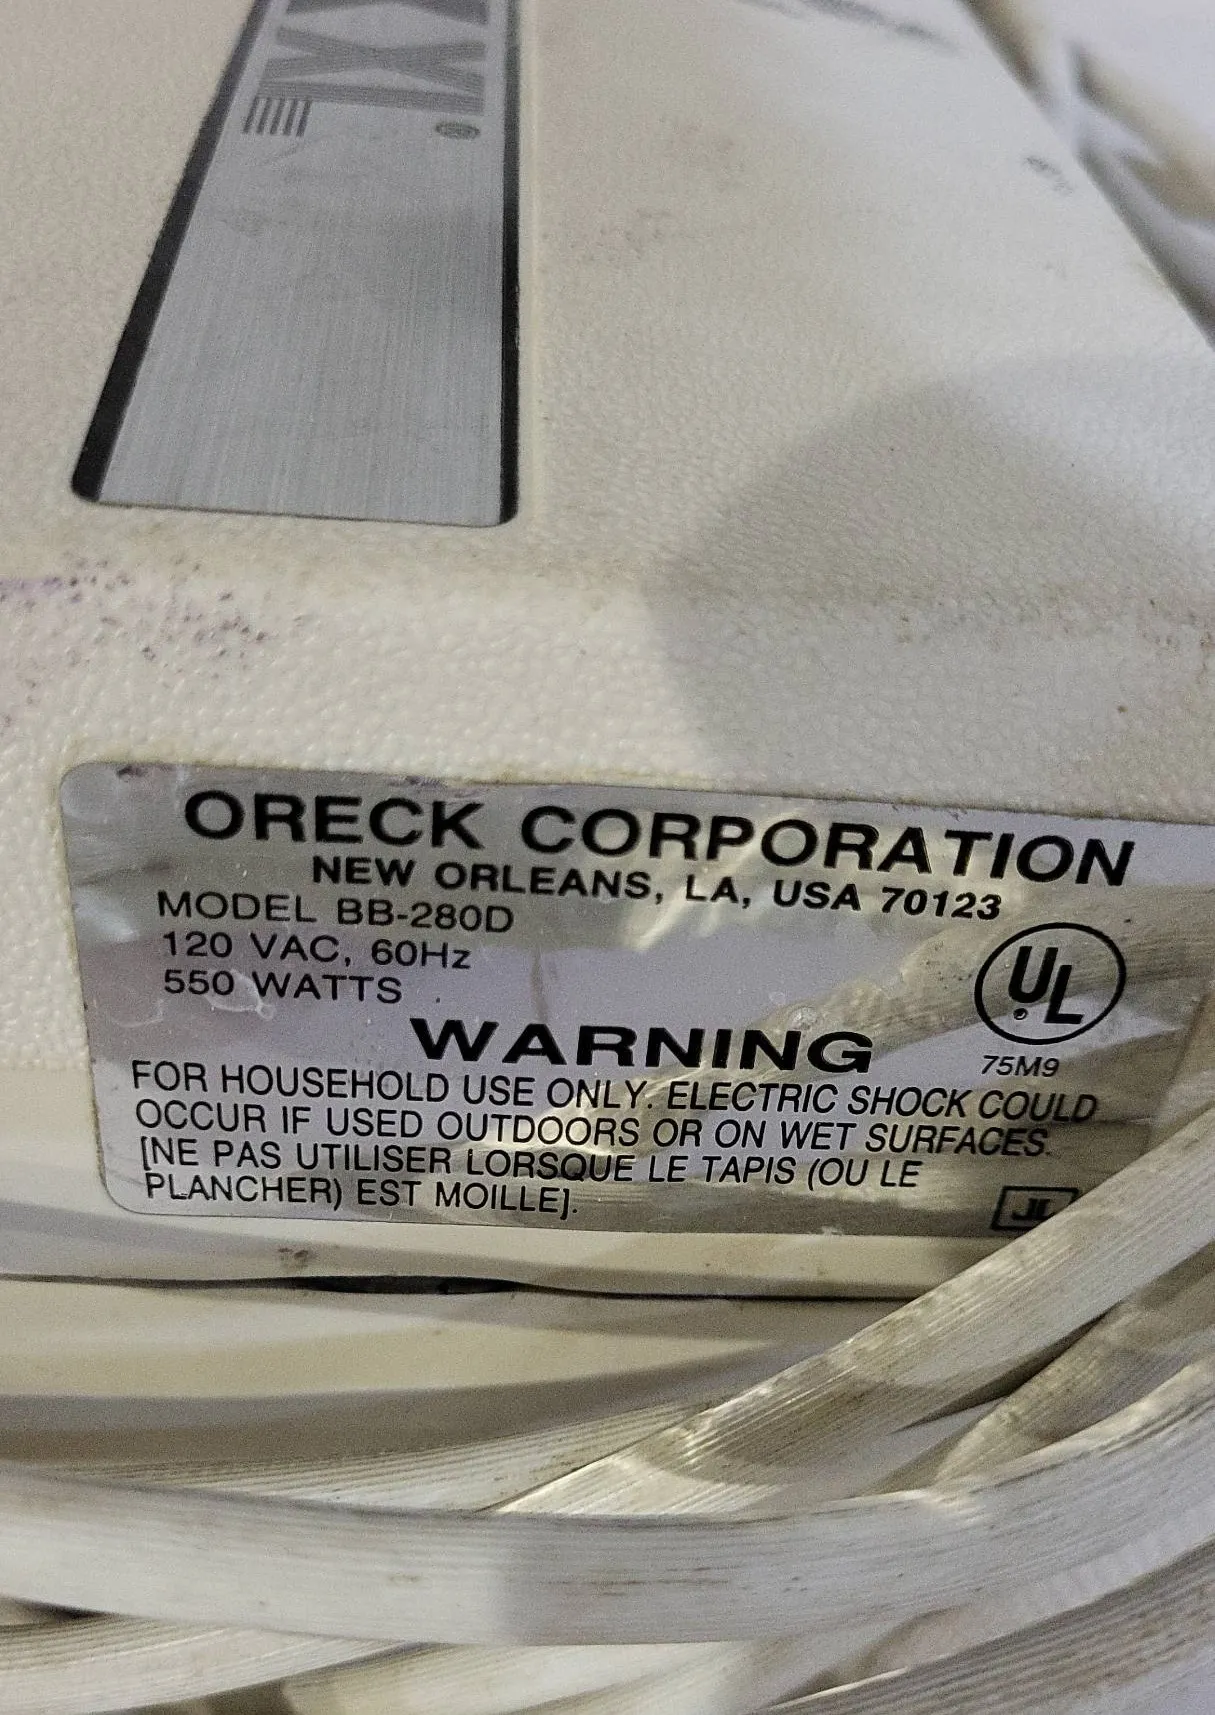 XL®
ORECK CORPORATION
NEW ORLEANS, LA, USA 70123
MODEL BB-280D
120 VAC, 60Hz
550 WATTS
UL®
75M9
WARNING
FOR HOUSEHOLD USE ONLY. ELECTRIC SHOCK COULD
OCCUR IF USED OUTDOORS OR ON WET SURFACES.
[NE PAS UTILISER LORSQUE LE TAPIS (OU LE
PLANCHER) EST MOILLE].